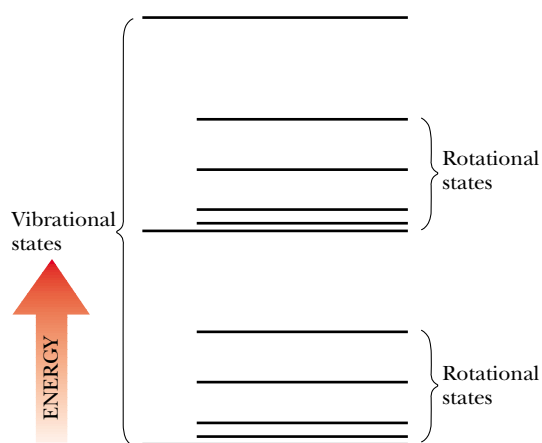 Rotational
states
Vibrational
states
ENERGY
Rotational
states